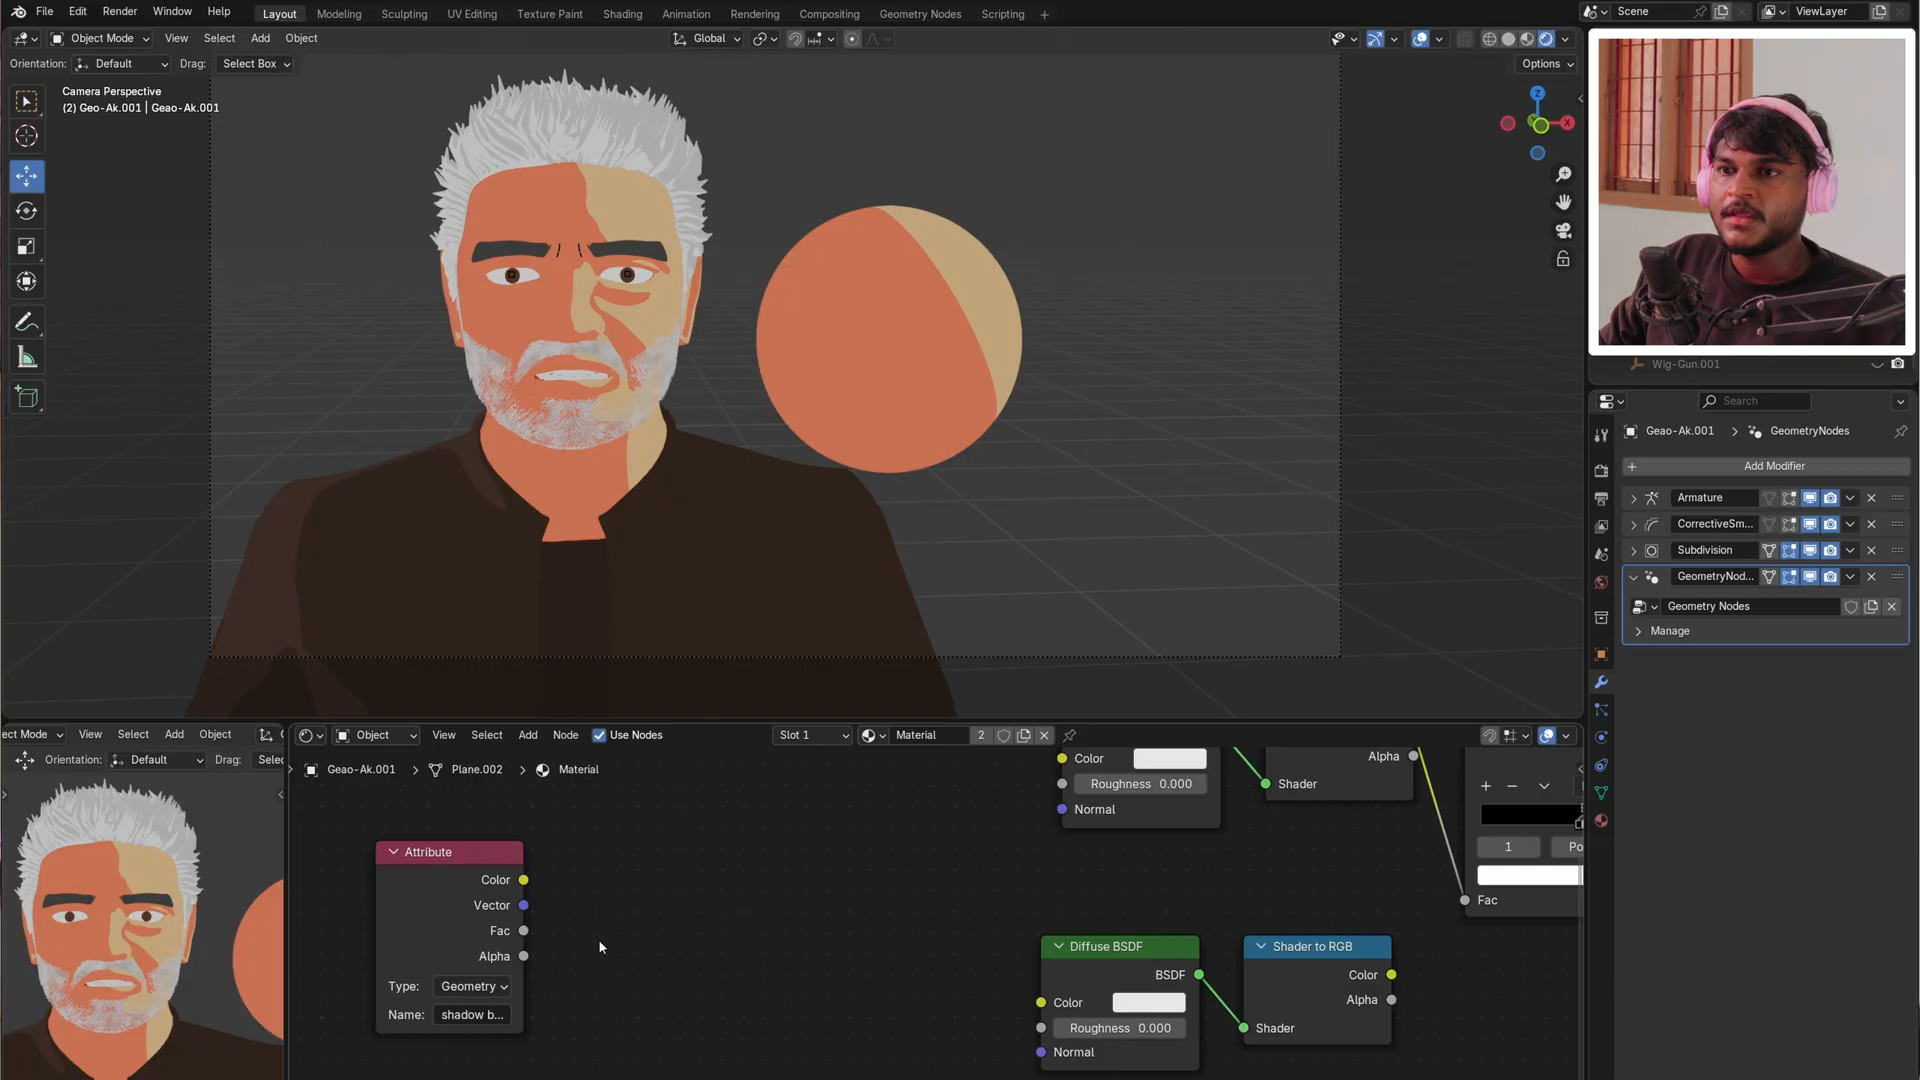 File Edit Render Window Help Layout Modeling Sculpting UV Editing Texture Paint Shading Animation Rendering Compositing Geometry Nodes Scripting + Scene ViewLayer
Object Mode View Select Add Object Global
Orientation: Default Drag: Select Box Options
Camera Perspective
(2) Geo-Ak.001 | Geao-Ak.001
Z
X
Wig-Gun.001
Search
Geao-Ak.001 > GeometryNodes
+ Add Modifier
Armature
CorrectiveSm...
Subdivision
GeometryNod...
Geometry Nodes
Manage
ect Mode View Select Add Object
Orientation: Default Drag: Selec
Object View Select Add Node Object Use Nodes Slot 1 Material 2
Geao-Ak.001 > Plane.002 > Material
Color
Roughness 0.000
Normal
Alpha
Shader
1 Po
Fac
Attribute
Color
Vector
Fac
Alpha
Type: Geometry
Name: shadow b...
Diffuse BSDF
BSDF
Color
Roughness 0.000
Normal
Shader to RGB
Color
Alpha
Shader